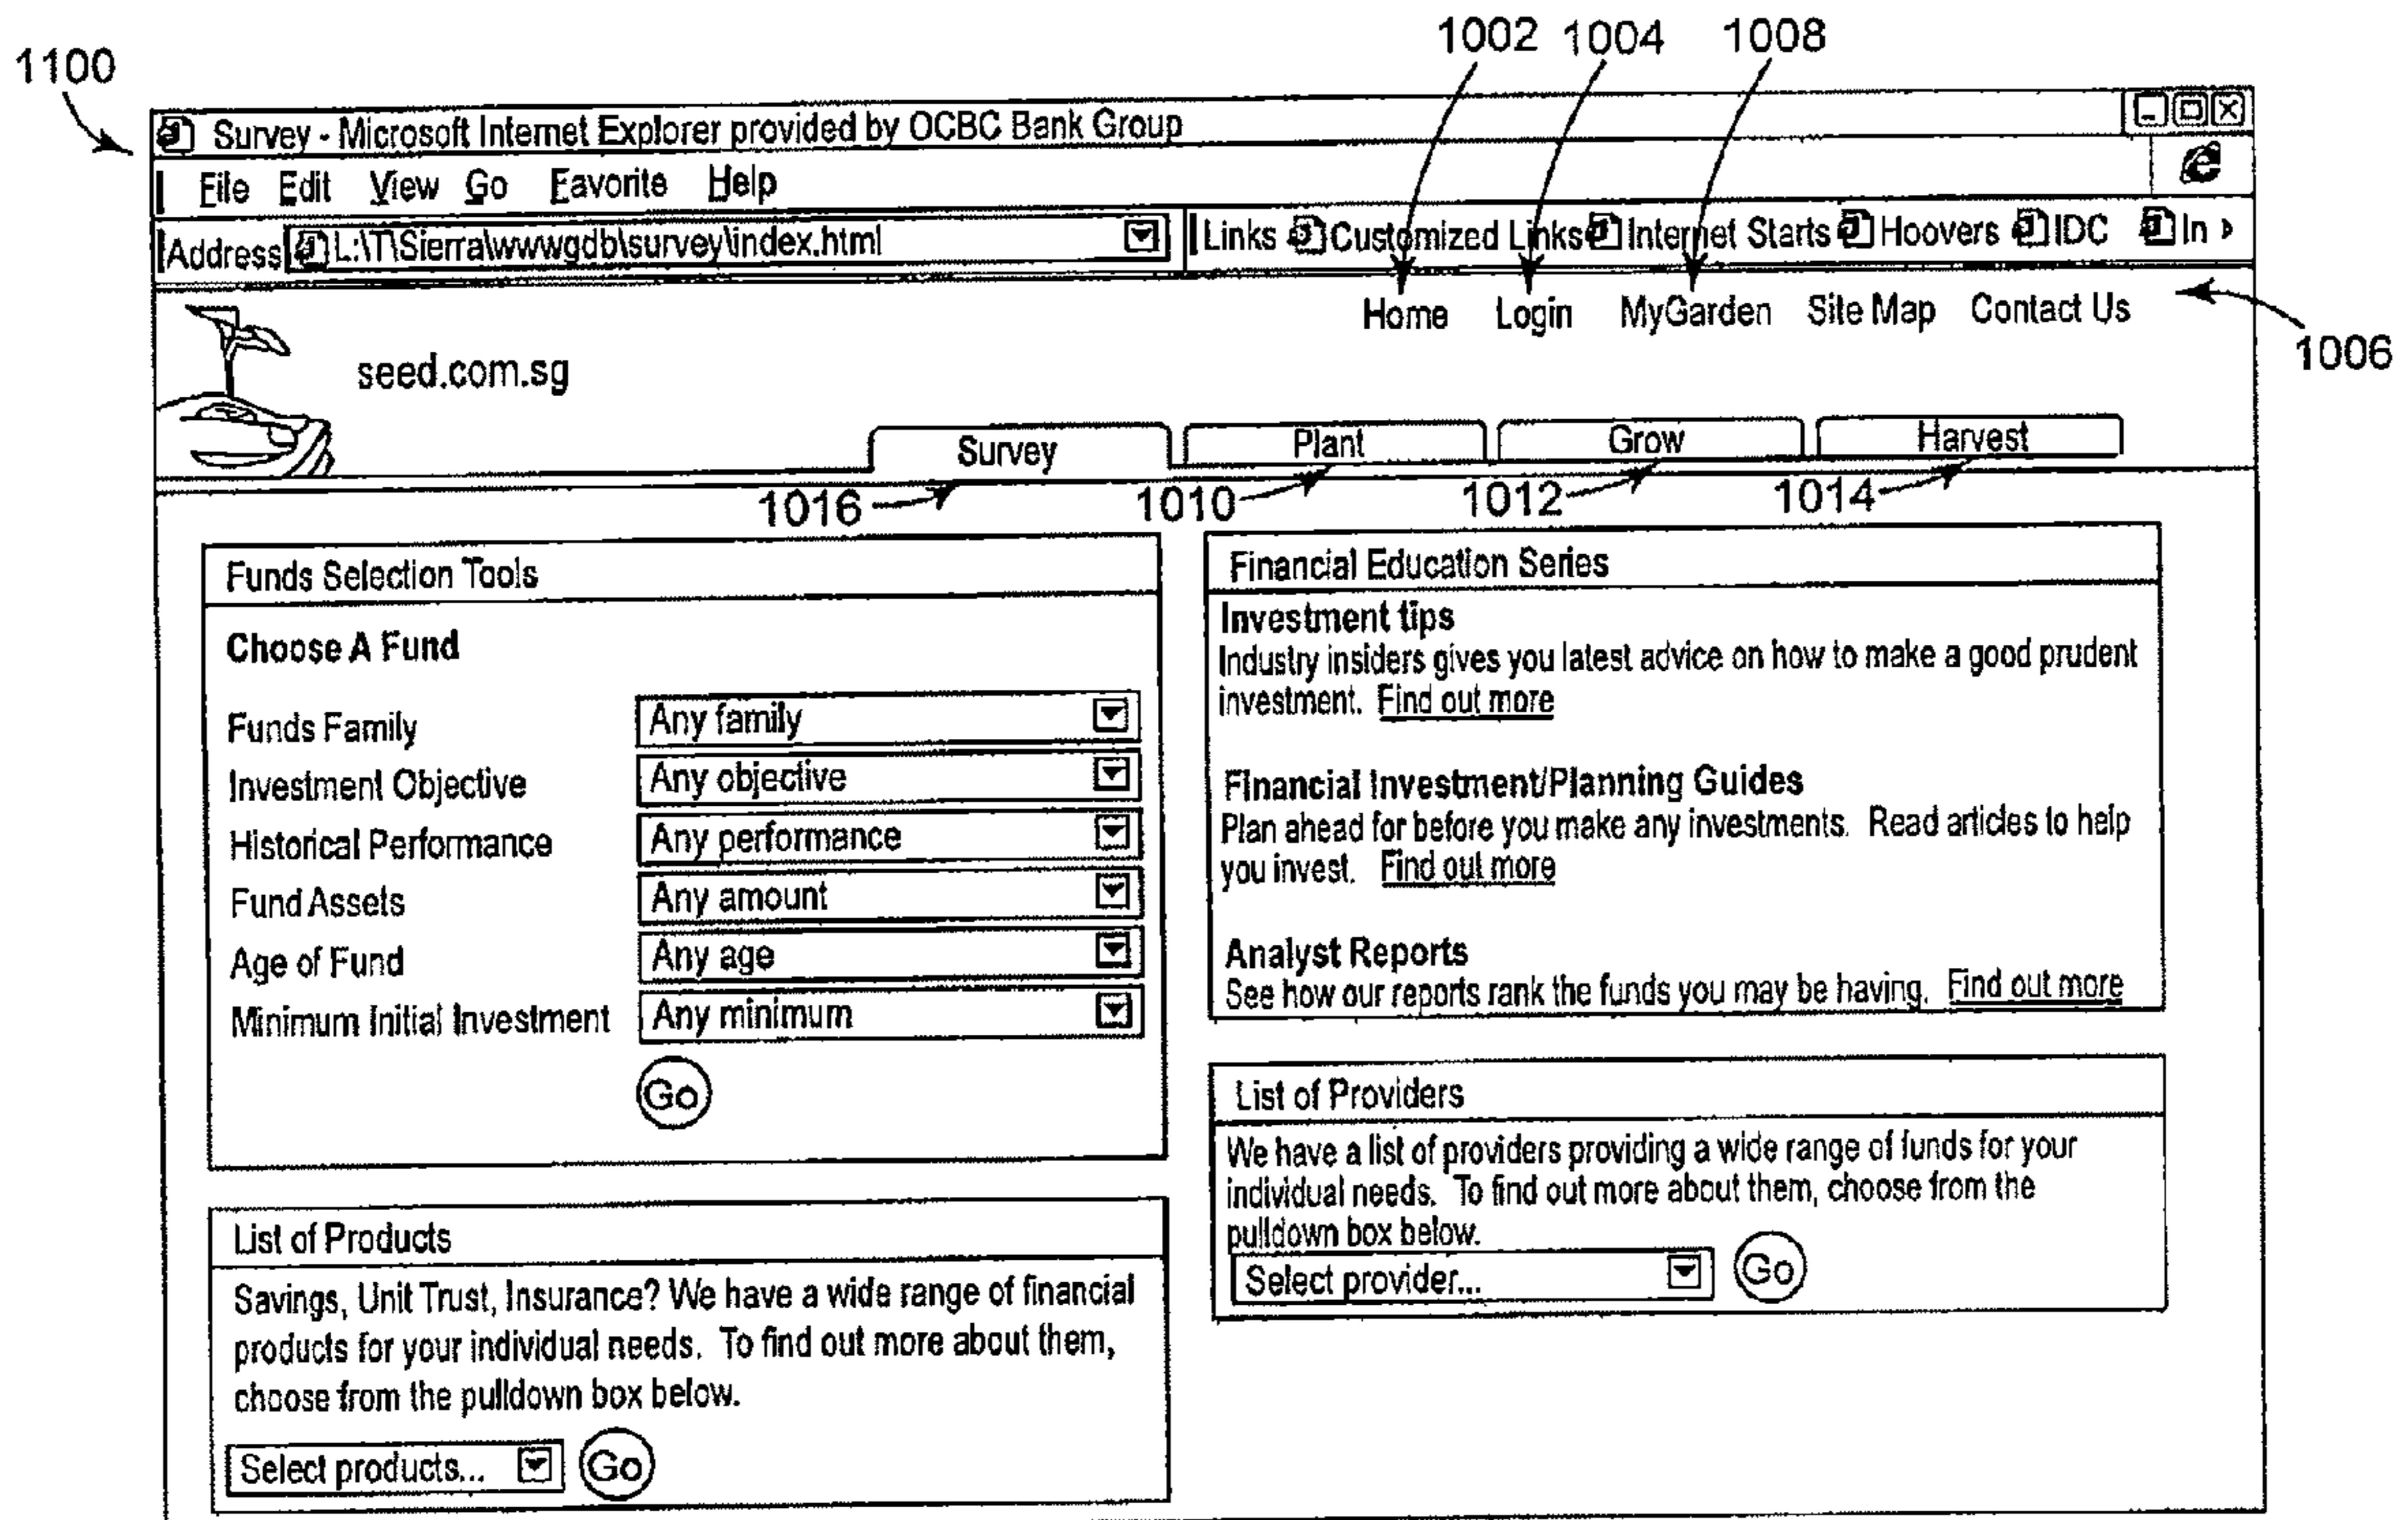 1002 1004 1008
1100
Survey - Microsoft Internet Explorer provided by OCBC Bank Group
File Edit View Go Favorite Help
Address L:\T\Sierra\wwwgdb\survey\index.html Links Customized Links Internet Starts Hoovers IDC In
Home Login MyGarden Site Map Contact Us
1006
seed.com.sg
Survey Plant Grow Harvest
1016 1010 1012 1014
Funds Selection Tools
Choose A Fund
Funds Family Any family
Investment Objective Any objective
Historical Performance Any performance
Fund Assets Any amount
Age of Fund Any age
Minimum Initial Investment Any minimum
Go
List of Products
Savings, Unit Trust, Insurance? We have a wide range of financial
products for your individual needs. To find out more about them,
choose from the pulldown box below.
Select products... Go
Financial Education Series
Investment tips
Industry insiders gives you latest advice on how to make a good prudent
investment. Find out more
Financial Investment/Planning Guides
Plan ahead for before you make any investments. Read articles to help
you invest. Find out more
Analyst Reports
See how our reports rank the funds you may be having. Find out more
List of Providers
We have a list of providers providing a wide range of funds for your
individual needs. To find out more about them, choose from the
pulldown box below.
Select provider... Go